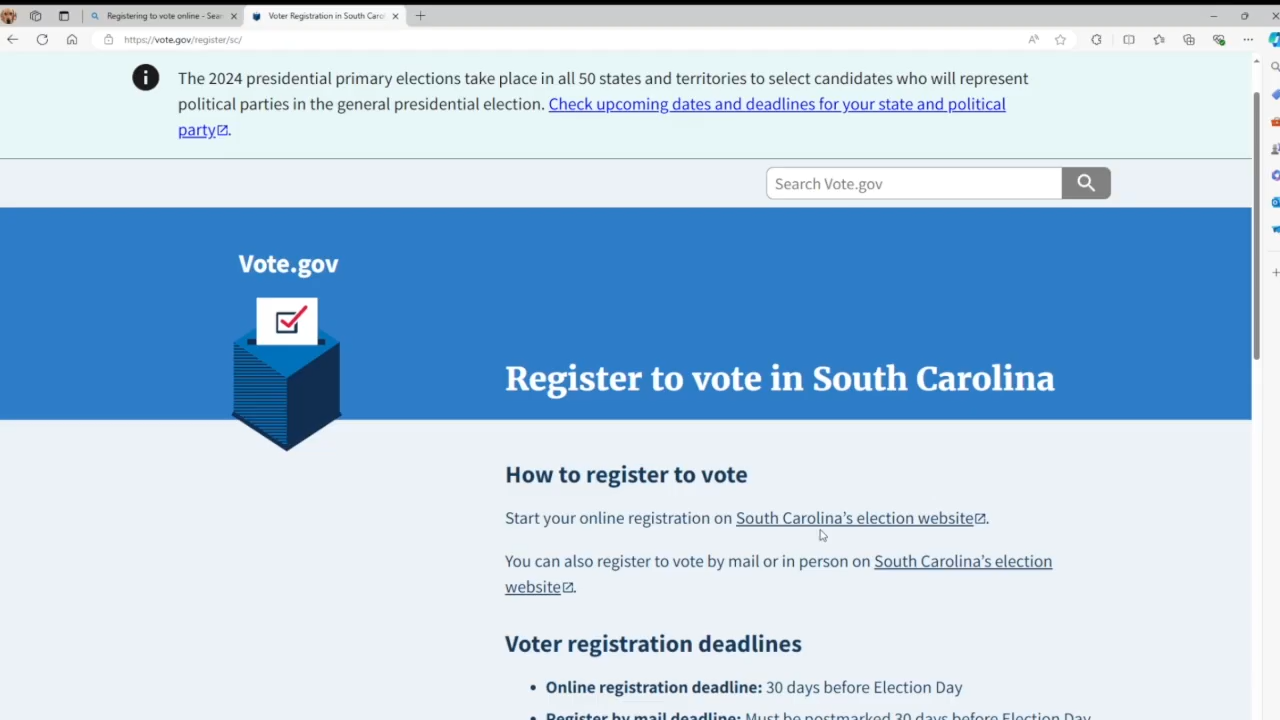 Registering to vote online - Sear
Voter Registration in South Carol
https://vote.gov/register/sc/
The 2024 presidential primary elections take place in all 50 states and territories to select candidates who will represent
political parties in the general presidential election. Check upcoming dates and deadlines for your state and political
party.
Search Vote.gov
Vote.gov
Register to vote in South Carolina
How to register to vote
Start your online registration on South Carolina’s election website.
You can also register to vote by mail or in person on South Carolina’s election
website.
Voter registration deadlines
• Online registration deadline: 30 days before Election Day
• Register by mail deadline: Must be postmarked 30 days before Election Day